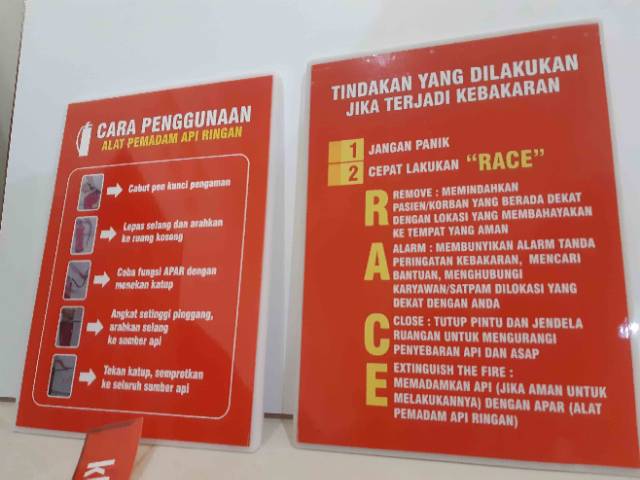 CARA PENGGUNAAN
ALAT PEMADAM API RINGAN
Cabut pen kunci pengaman
Lepas selang dan arahkan
ke ruang kosong
Coba fungsi APAR dengan
menekan katup
Angkat setinggi pinggang,
arahkan selang
ke sumber api
Tekan katup, sempretkan
ke seluruh sumber api
TINDAKAN YANG DILAKUKAN
JIKA TERJADI KEBAKARAN
1 JANGAN PANIK
2 CEPAT LAKUKAN "RACE"
R REMOVE : MEMINDAHKAN
PASIEN/KORBAN YANG BERADA DEKAT
DENGAN LOKASI YANG MEMBAHAYAKAN
KE TEMPAT YANG AMAN
A ALARM : MEMBUNYIKAN ALARM TANDA
PERINGATAN KEBAKARAN, MENCARI
BANTUAN, MENGHUBUNGI
KARYAWAN/SATPAM DILOKASI YANG
DEKAT DENGAN ANDA
C CLOSE : TUTUP PINTU DAN JENDELA
RUANGAN UNTUK MENGURANGI
PENYEBARAN API DAN ASAP
E EXTINGUISH THE FIRE :
MEMADAMKAN API (JIKA AMAN UNTUK
MELAKUKANNYA) DENGAN APAR (ALAT
PEMADAM API RINGAN)